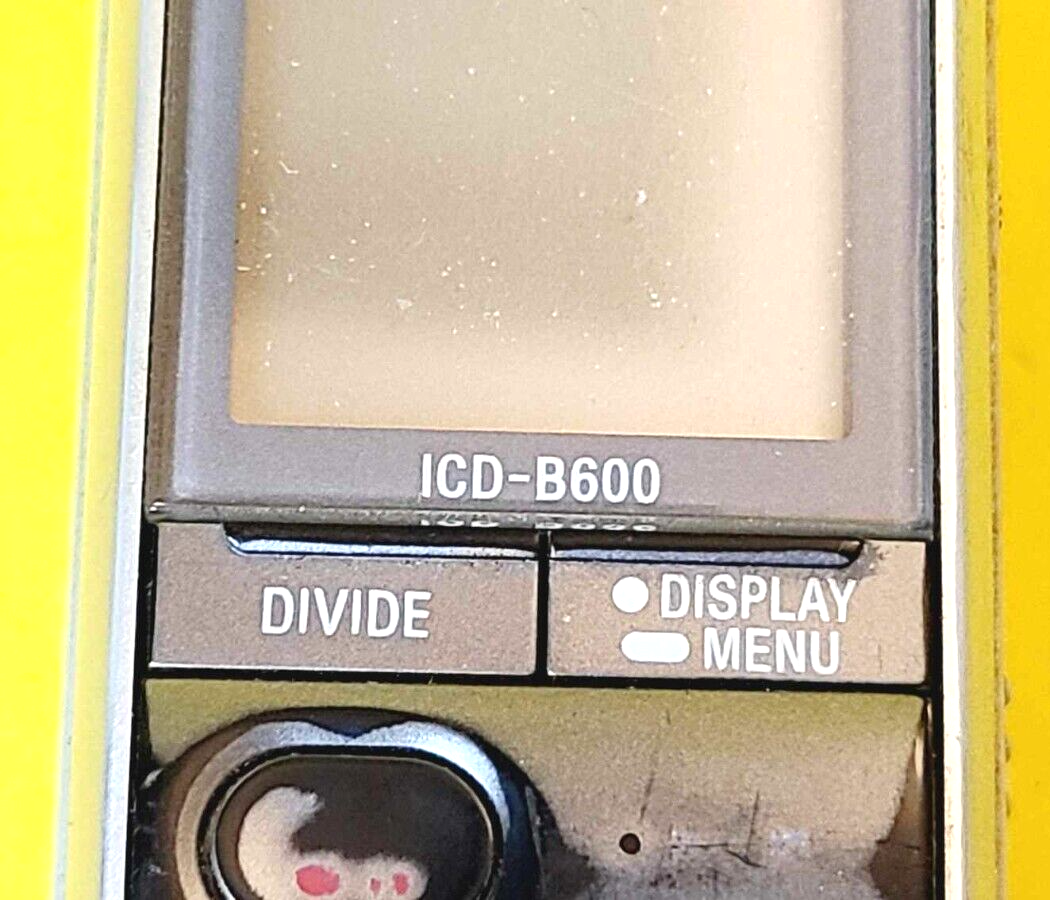 ICD-B600
DIVIDE
●DISPLAY
MENU